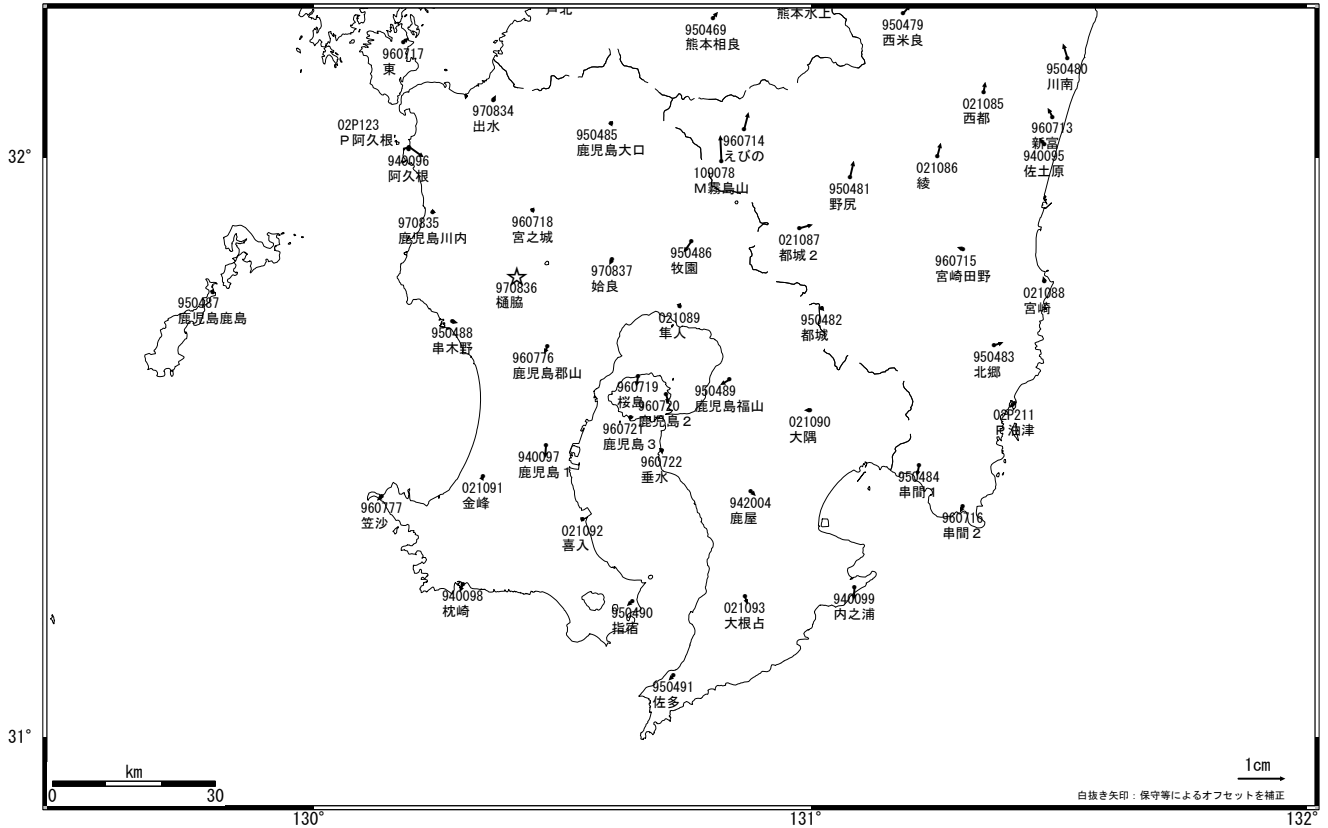 芦北
熊本水上
950469
熊本相良
950479
西米良
960717
東
950480
川南
970834
出水
021085
西都
02P123
P阿久根
950485
鹿児島大口
960714
えびの
960713
新富
940096
阿久根
109078
M霧島山
021086
綾
940095
佐土原
32°
950481
野尻
970835
鹿児島川内
960718
宮之城
021087
都城2
950486
牧園
960715
宮崎田野
970837
姶良
970836
樋脇
021088
宮崎
950487
鹿児島鹿島
021089
隼人
950482
都城
950488
串木野
960776
鹿児島郡山
950483
北郷
960719
桜島
950489
鹿児島福山
960720
鹿児島2
02P211
P油津
960721
鹿児島3
021090
大隅
940097
鹿児島1
960722
垂水
950484
串間1
021091
金峰
942004
鹿屋
960777
笠沙
960716
串間2
021092
喜入
940098
枕崎
950490
指宿
021093
大根占
940099
内之浦
950491
佐多
31°
km
0
30
1cm
白抜き矢印：保守等によるオフセットを補正
130°
131°
132°